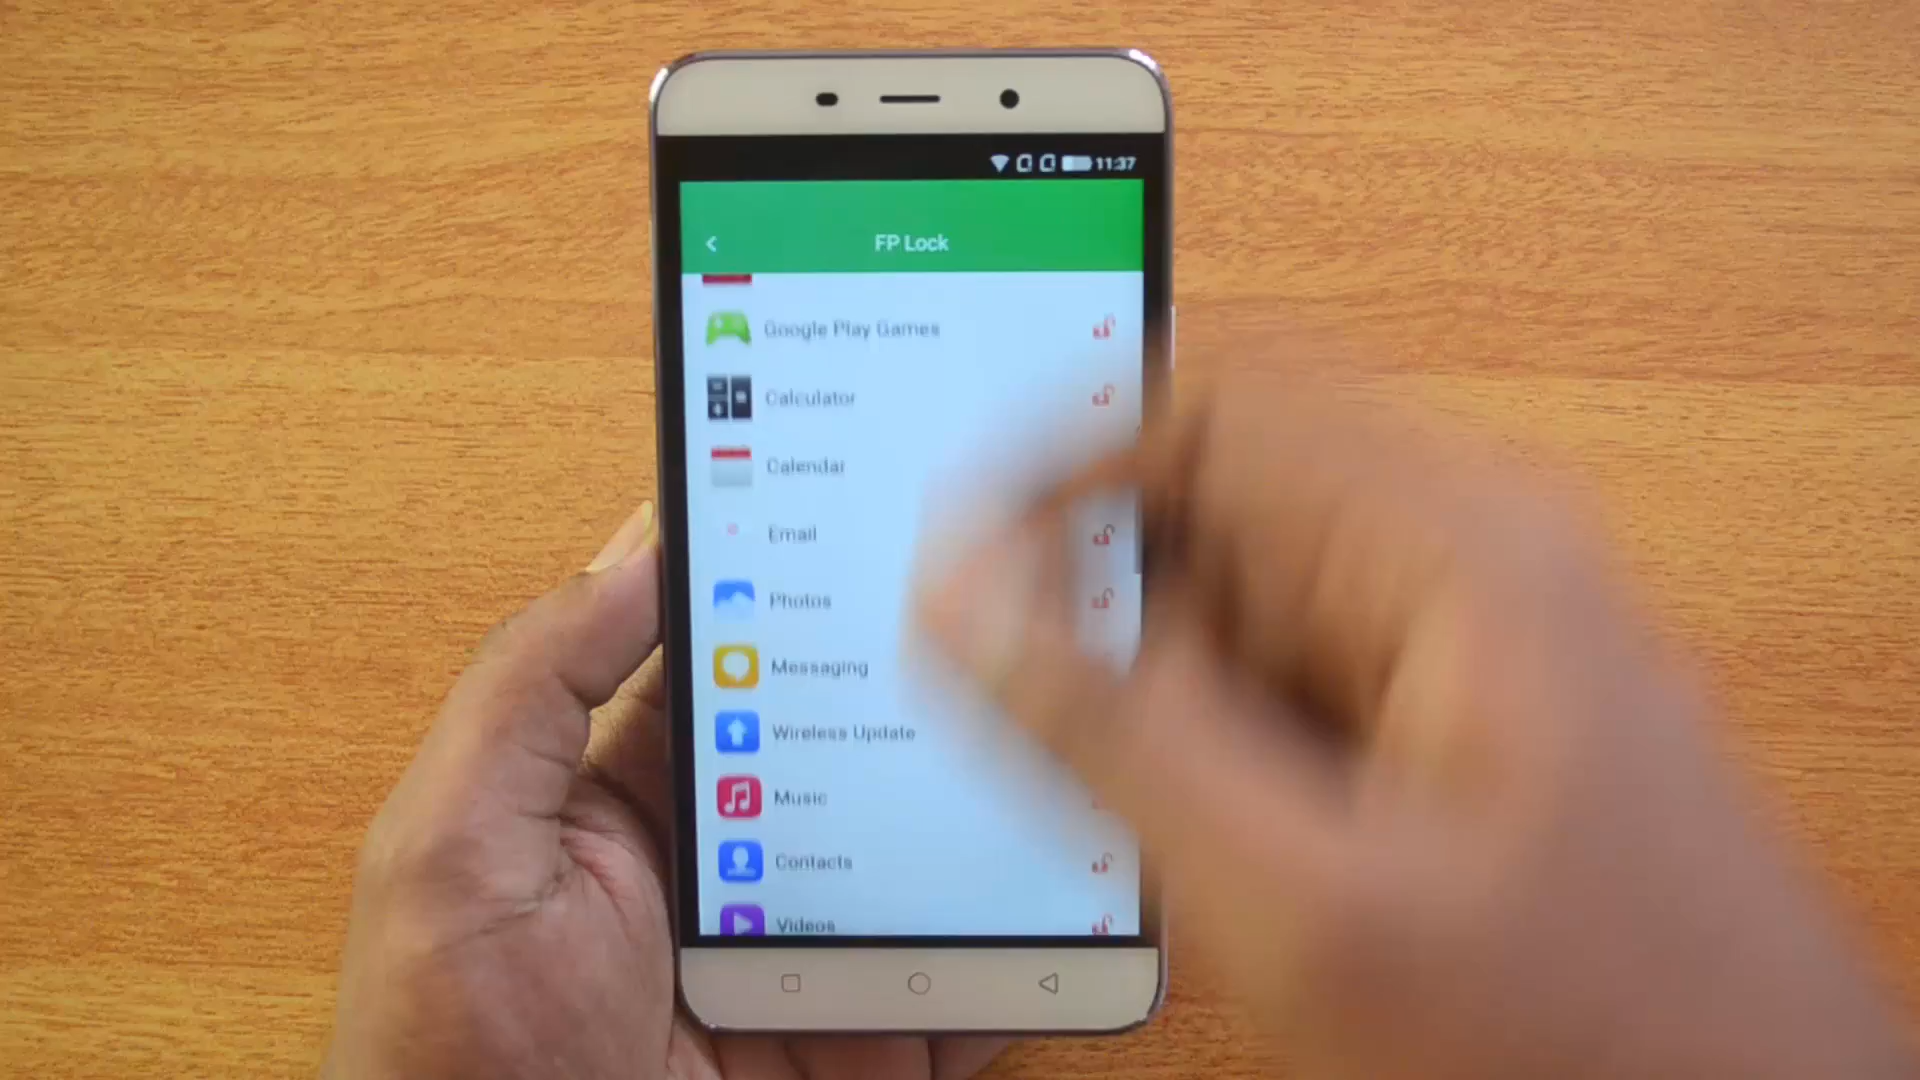 11:37
FP Lock
Google Play Games
Calculator
Calendar
Email
Photos
Messaging
Wireless Update
Music
Contacts
Videos